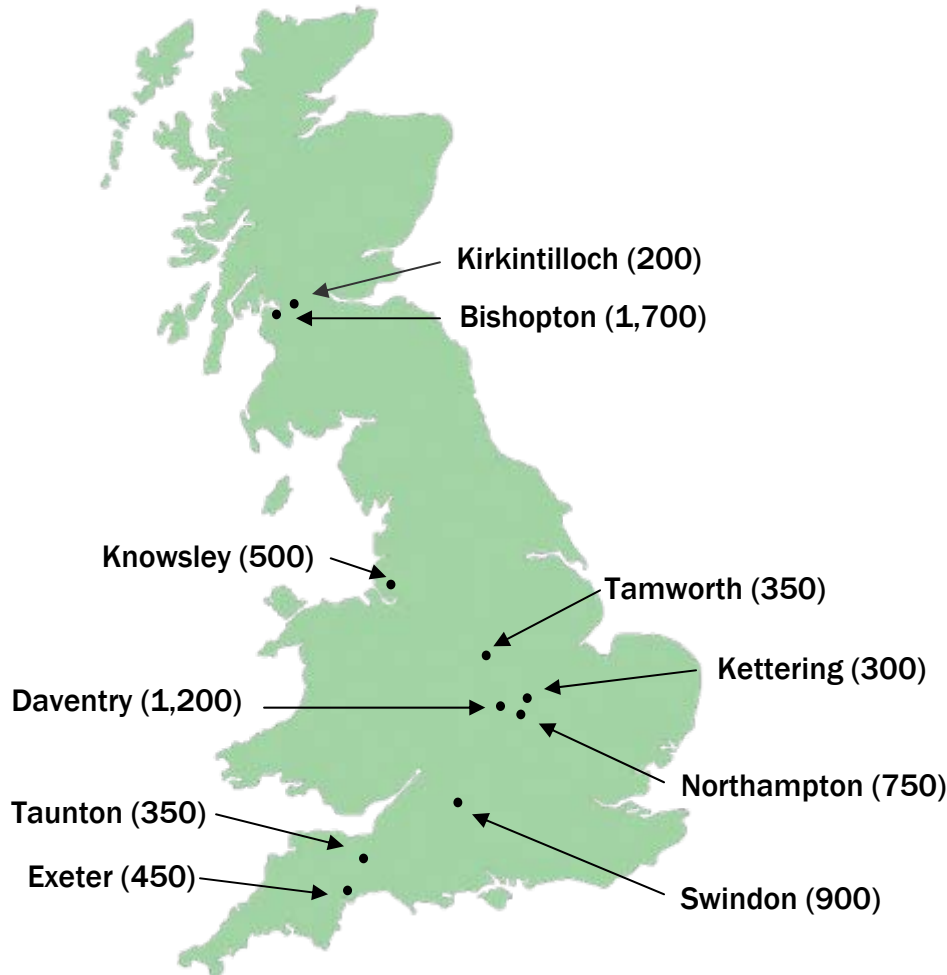 Kirkintilloch (200)
Bishopton (1,700)
Knowsley (500)
Tamworth (350)
Kettering (300)
Daventry (1,200)
Northampton (750)
Taunton (350)
Exeter (450)
Swindon (900)